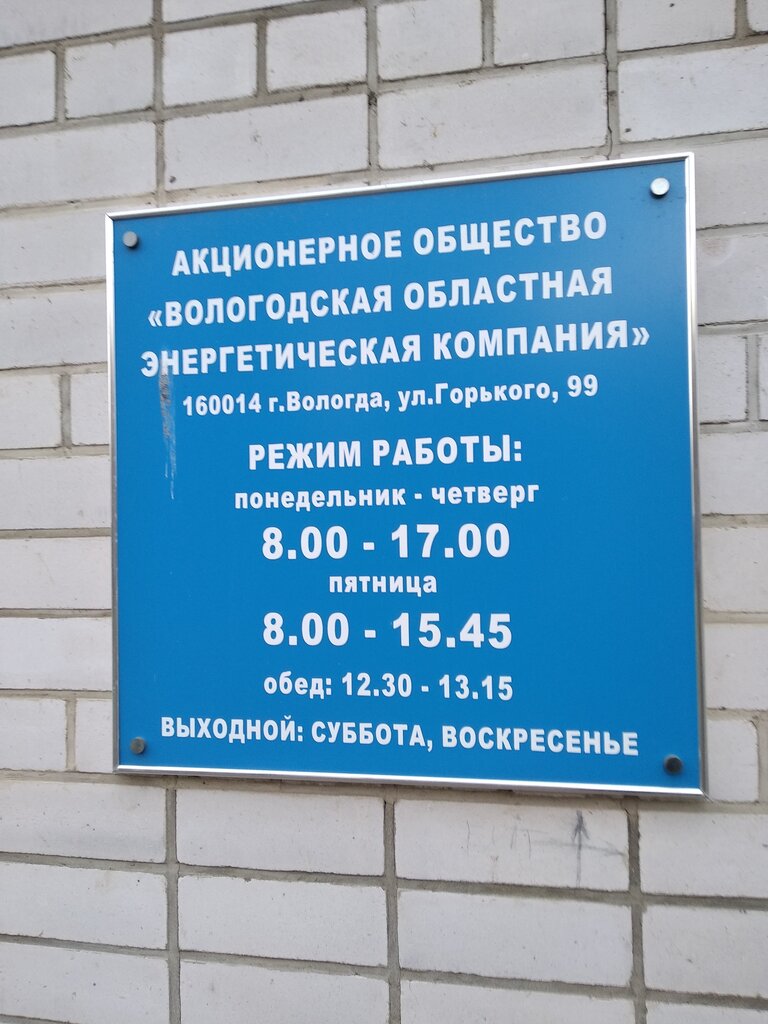 АКЦИОНЕРНОЕ ОБЩЕСТВО
«ВОЛОГОДСКАЯ ОБЛАСТНАЯ
ЭНЕРГЕТИЧЕСКАЯ КОМПАНИЯ»
160014 г.Вологда, ул.Горького, 99
РЕЖИМ РАБОТЫ:
понедельник - четверг
8.00 - 17.00
пятница
8.00 - 15.45
обед: 12.30 - 13.15
ВЫХОДНОЙ: СУББОТА, ВОСКРЕСЕНЬЕ